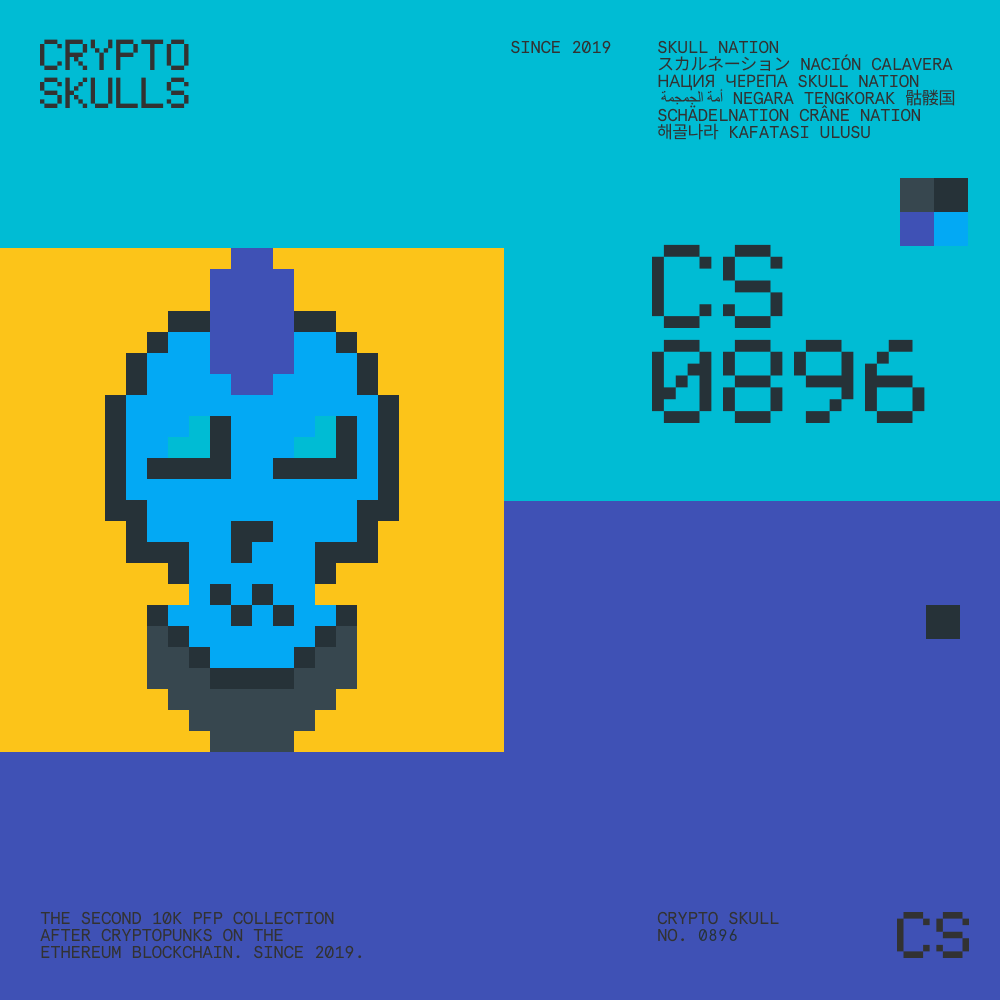 CRYPTO
SKULLS
SINCE 2019
SKULL NATION
スカルネーション NACIÓN CALAVERA
НАЦИЯ ЧЕРЕПА SKULL NATION
أمة الجمجمة NEGARA TENGKORAK 骷髅国
SCHÄDELNATION CRÂNE NATION
해골나라 KAFATASI ULUSU
CS
0896
THE SECOND 10K PFP COLLECTION
AFTER CRYPTOPUNKS ON THE
ETHEREUM BLOCKCHAIN. SINCE 2019.
CRYPTO SKULL
NO. 0896
CS